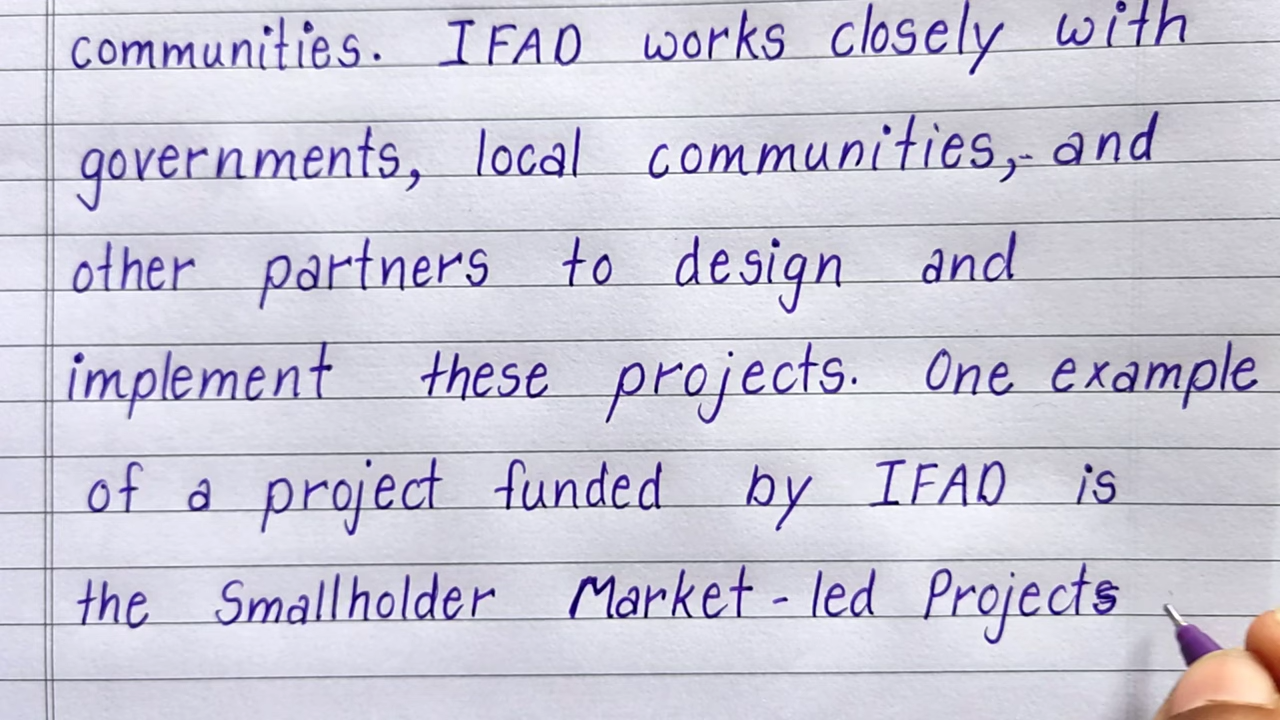 communities. IFAD works closely with
governments, local communities, and
other partners to design and
implement these projects. One example
of a project funded by IFAD is
the Smallholder Market-led Projects